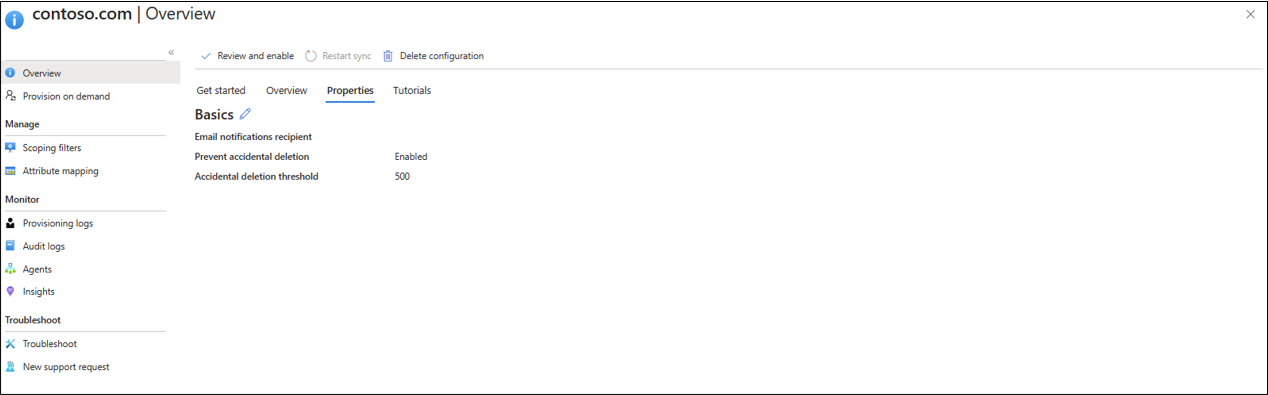 contoso.com | Overview
«
Review and enable Restart sync Delete configuration
Overview
Provision on demand
Manage
Scoping filters
Attribute mapping
Monitor
Provisioning logs
Audit logs
Agents
Insights
Troubleshoot
Troubleshoot
New support request
Get started Overview Properties Tutorials
Basics
Email notifications recipient
Prevent accidental deletion Enabled
Accidental deletion threshold 500